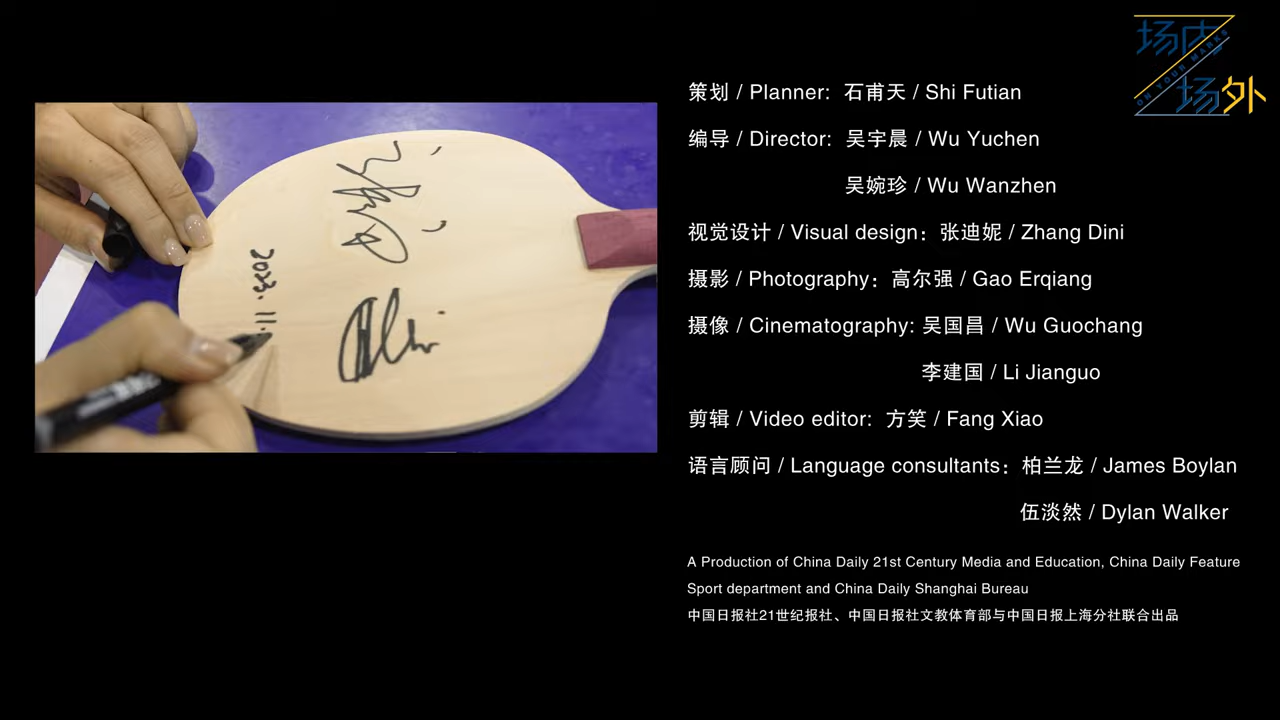 场内
场外
ON YOUR MARKS
2023.11.
策划 / Planner: 石甫天 / Shi Futian
编导 / Director: 吴宇晨 / Wu Yuchen
吴婉珍 / Wu Wanzhen
视觉设计 / Visual design：张迪妮 / Zhang Dini
摄影 / Photography：高尔强 / Gao Erqiang
摄像 / Cinematography: 吴国昌 / Wu Guochang
李建国 / Li Jianguo
剪辑 / Video editor: 方笑 / Fang Xiao
语言顾问 / Language consultants：柏兰龙 / James Boylan
伍淡然 / Dylan Walker
A Production of China Daily 21st Century Media and Education, China Daily Feature
Sport department and China Daily Shanghai Bureau
中国日报社21世纪报社、中国日报社文教体育部与中国日报上海分社联合出品